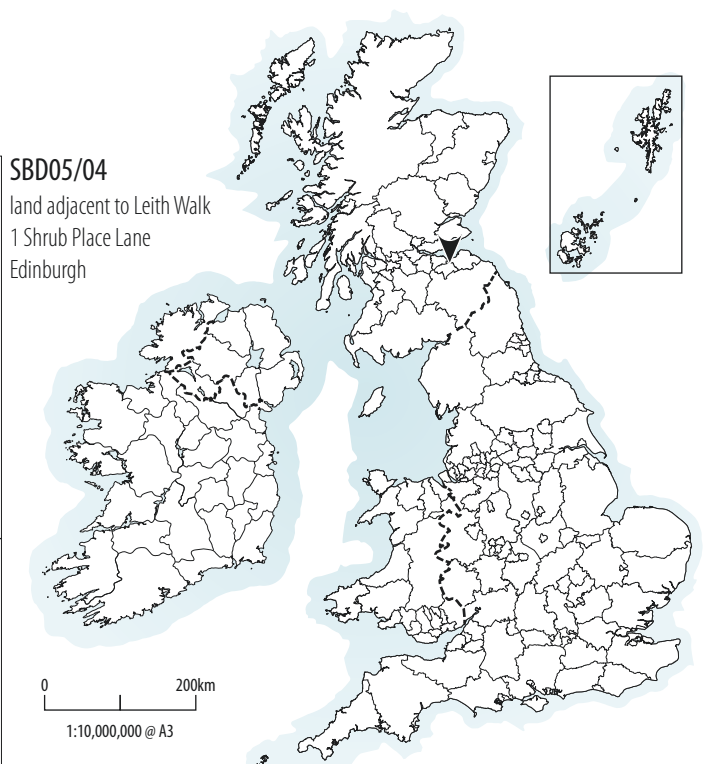 SBD05/04
land adjacent to Leith Walk
1 Shrub Place Lane
Edinburgh
0 200km
1:10,000,000 @ A3